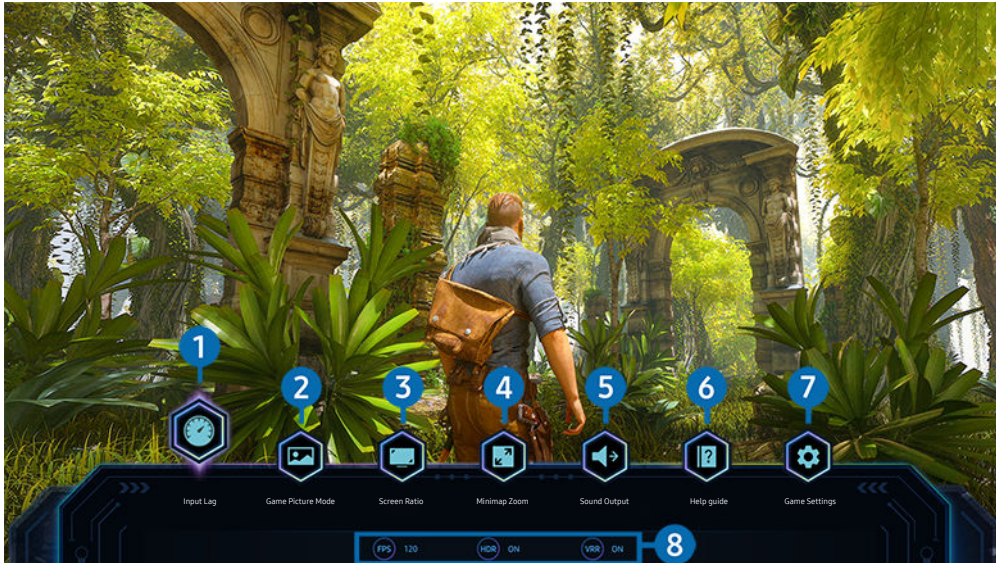 1
2
3
4
5
6
7
Input Lag
Game Picture Mode
Screen Ratio
Minimap Zoom
Sound Output
Help guide
Game Settings
FPS 120
HDR ON
VRR ON
8